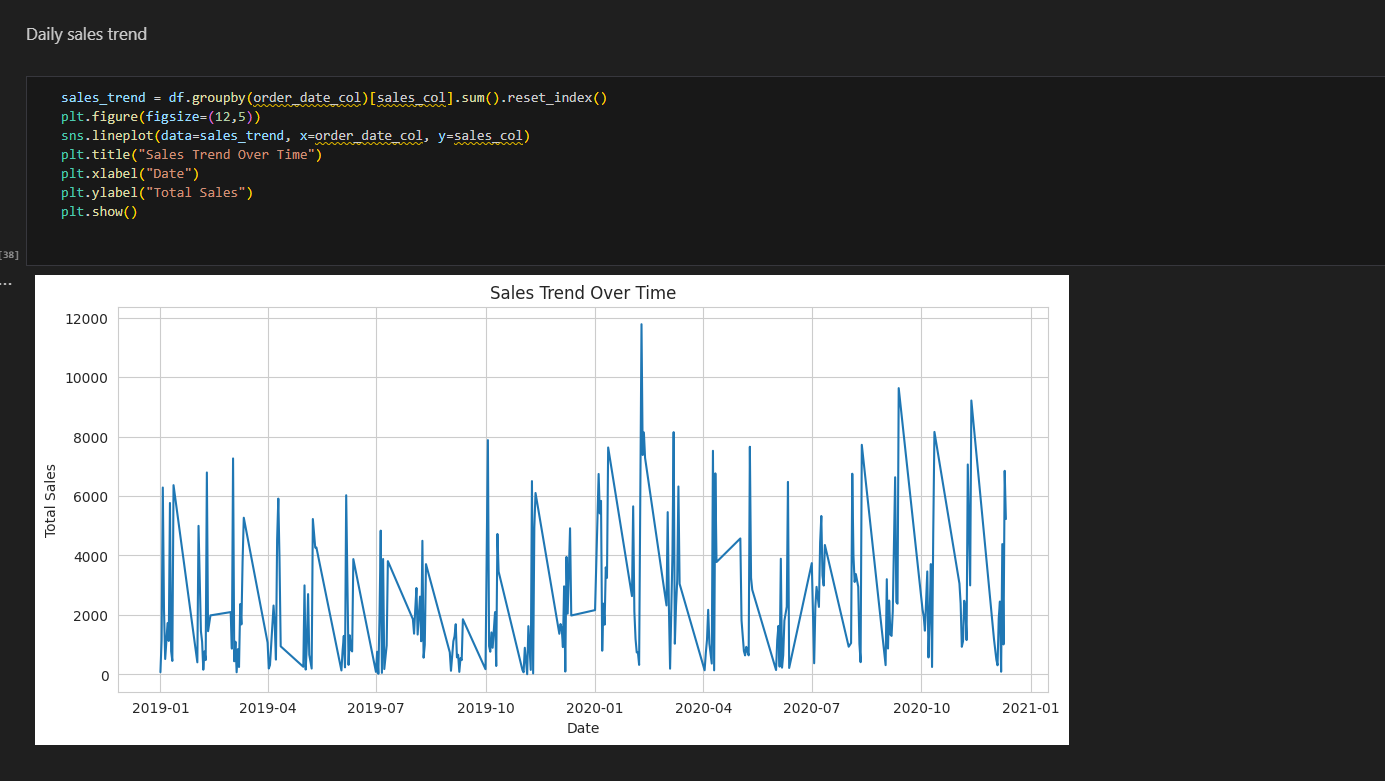 Daily sales trend
sales_trend = df.groupby(order_date_col)[sales_col].sum().reset_index()
plt.figure(figsize=(12,5))
sns.lineplot(data=sales_trend, x=order_date_col, y=sales_col)
plt.title("Sales Trend Over Time")
plt.xlabel("Date")
plt.ylabel("Total Sales")
plt.show()
[38]
...
Sales Trend Over Time
12000
10000
8000
6000
4000
2000
0
Total Sales
2019-01 2019-04 2019-07 2019-10 2020-01 2020-04 2020-07 2020-10 2021-01
Date